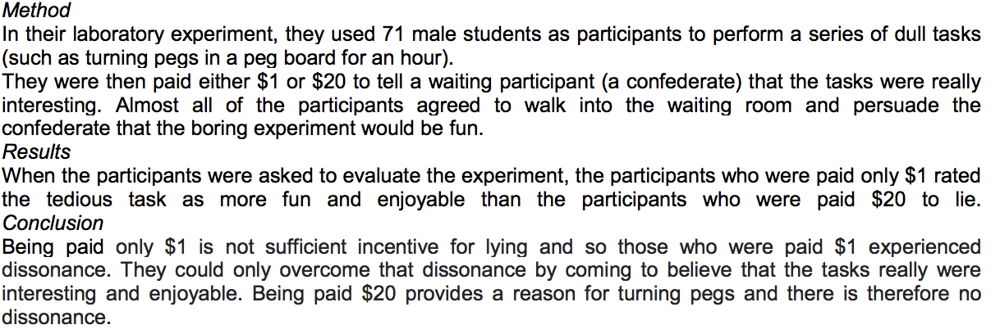 Method
In their laboratory experiment, they used 71 male students as participants to perform a series of dull tasks
(such as turning pegs in a peg board for an hour).
They were then paid either $1 or $20 to tell a waiting participant (a confederate) that the tasks were really
interesting. Almost all of the participants agreed to walk into the waiting room and persuade the
confederate that the boring experiment would be fun.
Results
When the participants were asked to evaluate the experiment, the participants who were paid only $1 rated
the tedious task as more fun and enjoyable than the participants who were paid $20 to lie.
Conclusion
Being paid only $1 is not sufficient incentive for lying and so those who were paid $1 experienced
dissonance. They could only overcome that dissonance by coming to believe that the tasks really were
interesting and enjoyable. Being paid $20 provides a reason for turning pegs and there is therefore no
dissonance.